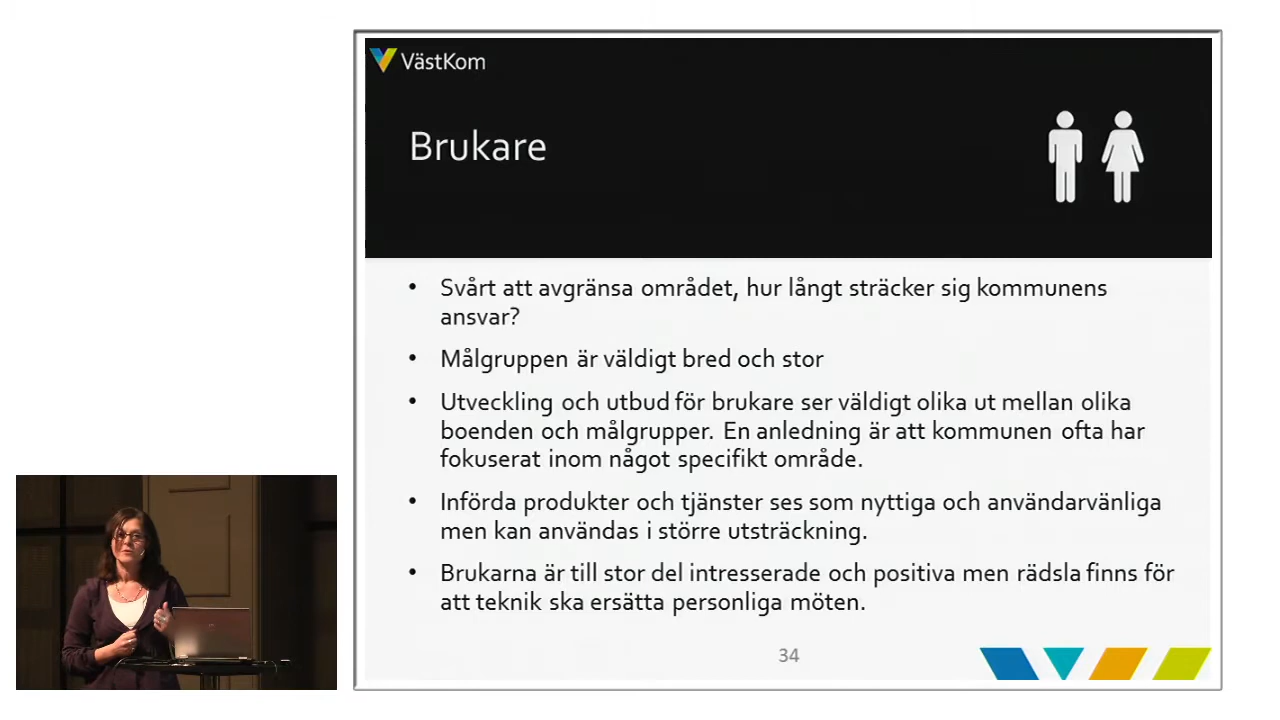 VästKom
Brukare
• Svårt att avgränsa området, hur långt sträcker sig kommunens
ansvar?
• Målgruppen är väldigt bred och stor
• Utveckling och utbud för brukare ser väldigt olika ut mellan olika
boenden och målgrupper. En anledning är att kommunen ofta har
fokuserat inom något specifikt område.
• Införda produkter och tjänster ses som nyttiga och användarvänliga
men kan användas i större utsträckning.
• Brukarna är till stor del intresserade och positiva men rädsla finns för
att teknik ska ersätta personliga möten.
34